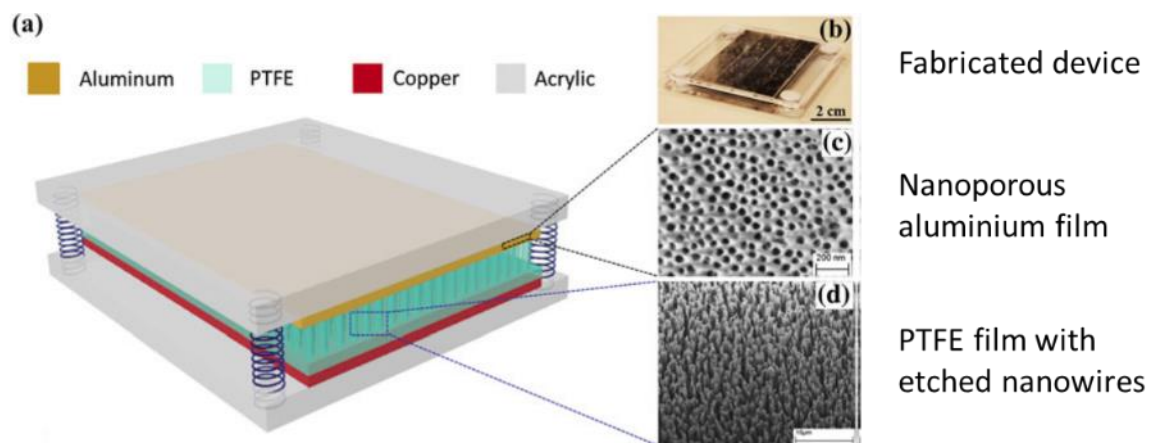 (a)
Aluminum
PTFE
Copper
Acrylic
(b)
2 cm
Fabricated device
(c)
200 nm
Nanoporous
aluminium film
(d)
PTFE film with
etched nanowires